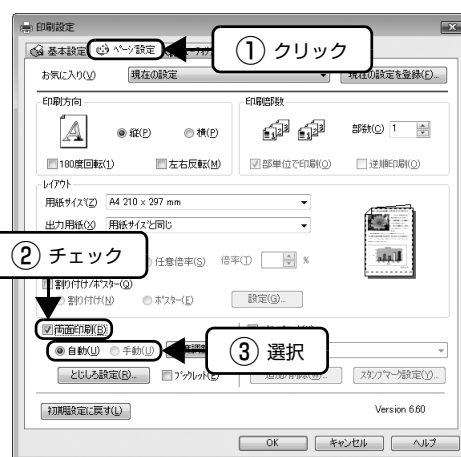 印刷設定
基本設定 ページ設定
① クリック
お気に入り(V) 現在の設定 現在の設定を登録(F)...
印刷方向
縦(P) 横(P)
180度回転(1) 左右反転(M)
印刷部数
部数(C) 1
部単位で印刷(O) 逆順印刷(O)
レイアウト
用紙サイズ(Z) A4 210 x 297 mm
出力用紙(X) 用紙サイズと同じ
② チェック
任意倍率(S) 倍率(T) %
割り付け/ポスター(Q)
割り付け(N) ポスター(E) 設定(G)...
両面印刷(B)
自動(U) 手動(U)
③ 選択
とじしろ設定(R)... ブックレット(E)
スタンプマーク設定(Y)...
初期設定に戻す(L) Version 6.60
OK キャンセル ヘルプ